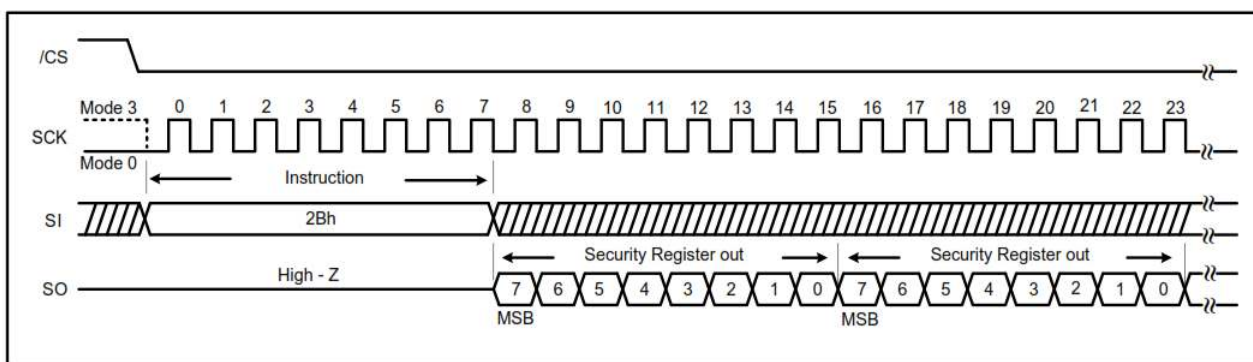 /CS
Mode 3 0 1 2 3 4 5 6 7 8 9 10 11 12 13 14 15 16 17 18 19 20 21 22 23
SCK
Mode 0
Instruction
SI 2Bh
Security Register out Security Register out
High - Z
SO 7 6 5 4 3 2 1 0 7 6 5 4 3 2 1 0
MSB MSB